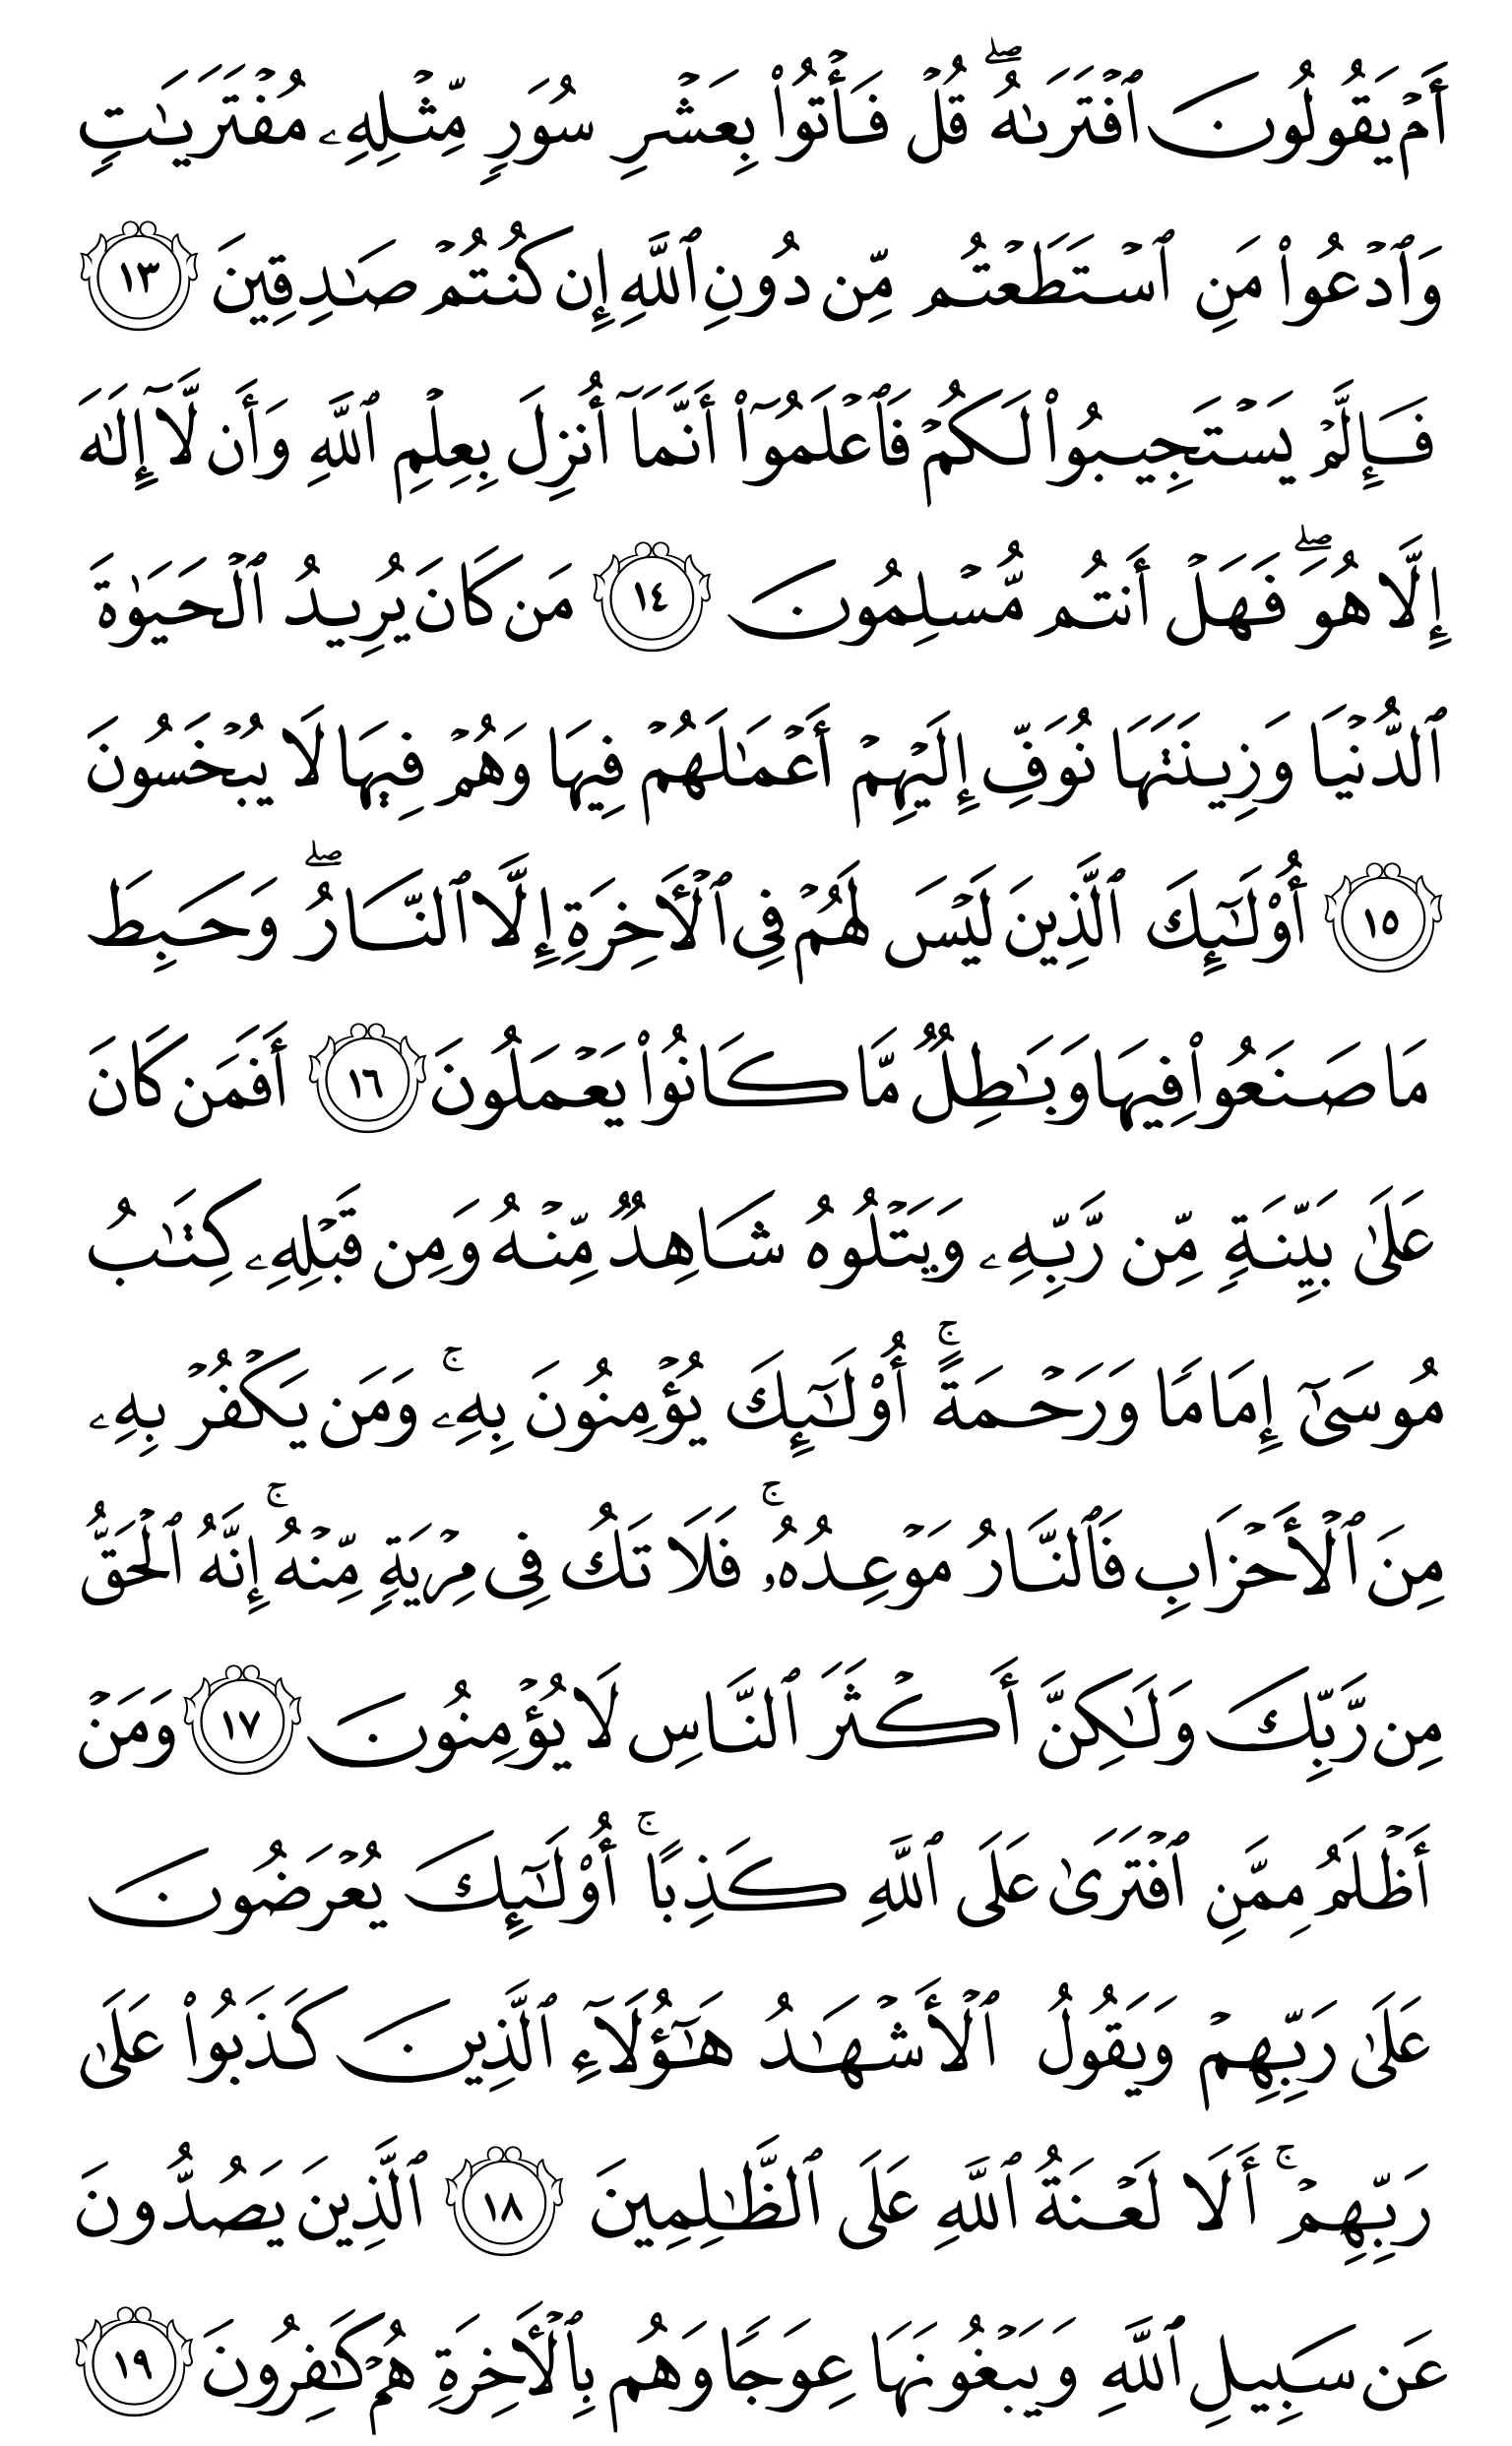 أَمْ يَقُولُونَ ٱفْتَرَىٰهُ ۖ قُلْ فَأْتُوا۟ بِعَشْرِ سُوَرٍ مِّثْلِهِۦ مُفْتَرَيَـٰتٍ
وَٱدْعُوا۟ مَنِ ٱسْتَطَعْتُم مِّن دُونِ ٱللَّهِ إِن كُنتُمْ صَـٰدِقِينَ ١٣
فَإِلَّمْ يَسْتَجِيبُوا۟ لَكُمْ فَٱعْلَمُوٓا۟ أَنَّمَآ أُنزِلَ بِعِلْمِ ٱللَّهِ وَأَن لَّآ إِلَـٰهَ
إِلَّا هُوَ ۖ فَهَلْ أَنتُم مُّسْلِمُونَ ١٤ مَن كَانَ يُرِيدُ ٱلْحَيَوٰةَ
ٱلدُّنْيَا وَزِينَتَهَا نُوَفِّ إِلَيْهِمْ أَعْمَـٰلَهُمْ فِيهَا وَهُمْ فِيهَا لَا يُبْخَسُونَ
١٥ أُو۟لَـٰٓئِكَ ٱلَّذِينَ لَيْسَ لَهُمْ فِى ٱلْـَٔاخِرَةِ إِلَّا ٱلنَّارُ ۖ وَحَبِطَ
مَا صَنَعُوا۟ فِيهَا وَبَـٰطِلٌ مَّا كَانُوا۟ يَعْمَلُونَ ١٦ أَفَمَن كَانَ
عَلَىٰ بَيِّنَةٍ مِّن رَّبِّهِۦ وَيَتْلُوهُ شَاهِدٌ مِّنْهُ وَمِن قَبْلِهِۦ كِتَـٰبُ
مُوسَىٰٓ إِمَامًا وَرَحْمَةً ۚ أُو۟لَـٰٓئِكَ يُؤْمِنُونَ بِهِۦ ۚ وَمَن يَكْفُرْ بِهِۦ
مِنَ ٱلْأَحْزَابِ فَٱلنَّارُ مَوْعِدُهُۥ ۚ فَلَا تَكُ فِى مِرْيَةٍ مِّنْهُ ۚ إِنَّهُ ٱلْحَقُّ
مِن رَّبِّكَ وَلَـٰكِنَّ أَكْثَرَ ٱلنَّاسِ لَا يُؤْمِنُونَ ١٧ وَمَنْ
أَظْلَمُ مِمَّنِ ٱفْتَرَىٰ عَلَى ٱللَّهِ كَذِبًا ۚ أُو۟لَـٰٓئِكَ يُعْرَضُونَ
عَلَىٰ رَبِّهِمْ وَيَقُولُ ٱلْأَشْهَـٰدُ هَـٰٓؤُلَآءِ ٱلَّذِينَ كَذَبُوا۟ عَلَىٰ
رَبِّهِمْ ۚ أَلَا لَعْنَةُ ٱللَّهِ عَلَى ٱلظَّـٰلِمِينَ ١٨ ٱلَّذِينَ يَصُدُّونَ
عَن سَبِيلِ ٱللَّهِ وَيَبْغُونَهَا عِوَجًا وَهُم بِٱلْـَٔاخِرَةِ هُمْ كَـٰفِرُونَ ١٩